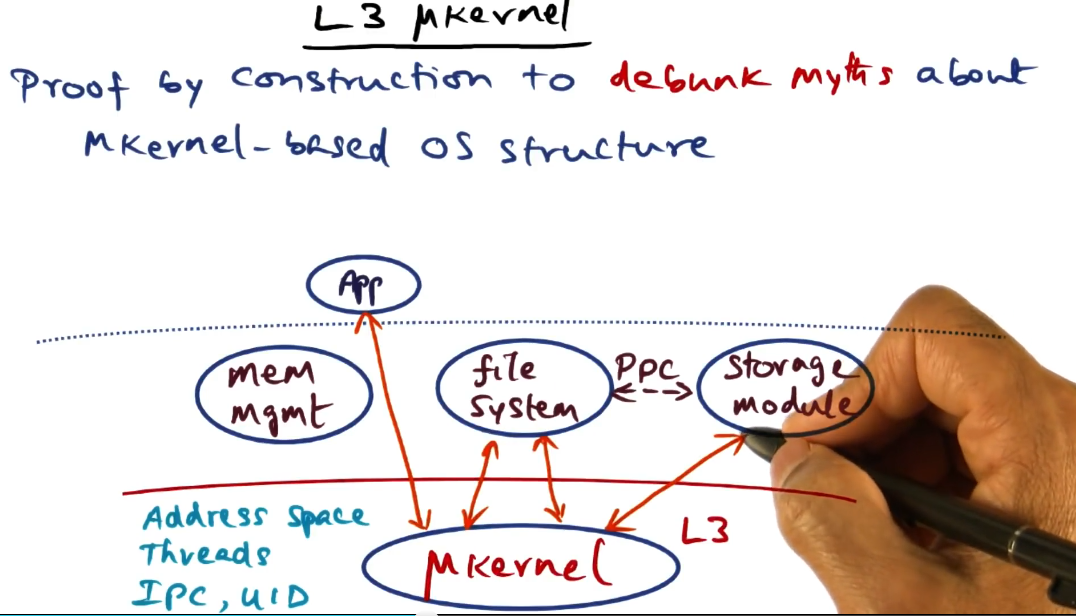 L3 μkernel
Proof by construction to debunk myths about
μkernel-based OS structure
App
mem
mgmt
file
system
PPC
storage
module
Address space
Threads
IPC, UID
μkernel
L3